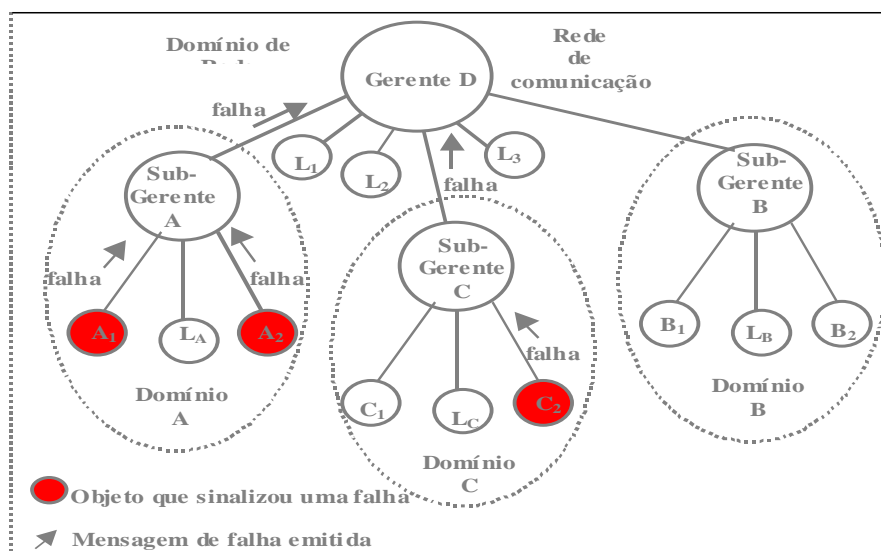 Domínio de
Gerente D
Rede
de
comunicação
falha
L1
L2
L3
falha
Sub-
Gerente
A
falha
falha
A1
LA
A2
Domínio
A
Sub-
Gerente
C
falha
C1
LC
C2
Domínio
C
Sub-
Gerente
B
B1
LB
B2
Domínio
B
Objeto que sinalizou uma falha
Mensagem de falha emitida